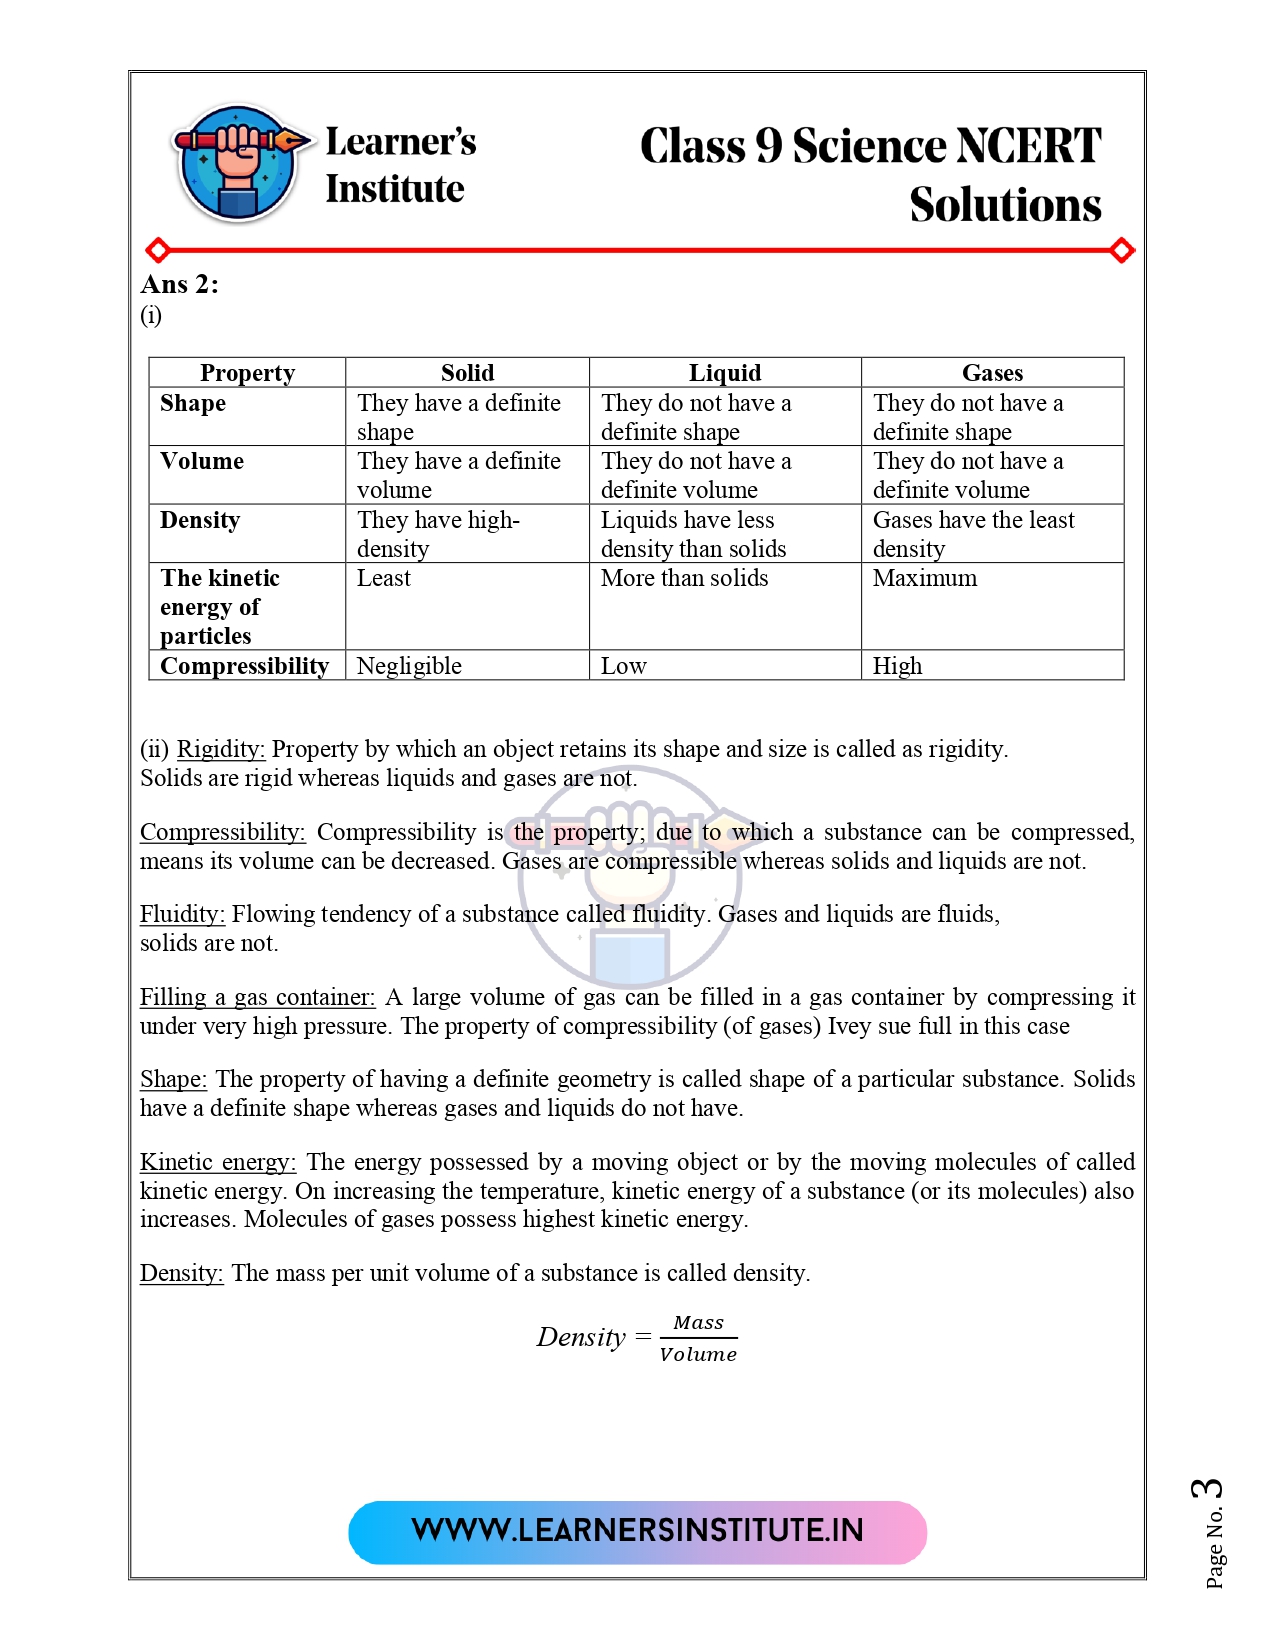 Learner's
Institute
Class 9 Science NCERT
Solutions
Ans 2:
(i)
Property Solid Liquid Gases
Shape They have a definite shape They do not have a definite shape They do not have a definite shape
Volume They have a definite volume They do not have a definite volume They do not have a definite volume
Density They have high-density Liquids have less density than solids Gases have the least density
The kinetic energy of particles Least More than solids Maximum
Compressibility Negligible Low High
(ii) Rigidity: Property by which an object retains its shape and size is called as rigidity.
Solids are rigid whereas liquids and gases are not.
Compressibility: Compressibility is the property; due to which a substance can be compressed,
means its volume can be decreased. Gases are compressible whereas solids and liquids are not.
Fluidity: Flowing tendency of a substance called fluidity. Gases and liquids are fluids,
solids are not.
Filling a gas container: A large volume of gas can be filled in a gas container by compressing it
under very high pressure. The property of compressibility (of gases) Ivey sue full in this case
Shape: The property of having a definite geometry is called shape of a particular substance. Solids
have a definite shape whereas gases and liquids do not have.
Kinetic energy: The energy possessed by a moving object or by the moving molecules of called
kinetic energy. On increasing the temperature, kinetic energy of a substance (or its molecules) also
increases. Molecules of gases possess highest kinetic energy.
Density: The mass per unit volume of a substance is called density.
Density = Mass / Volume
WWW.LEARNERSINSTITUTE.IN
Page No. 3